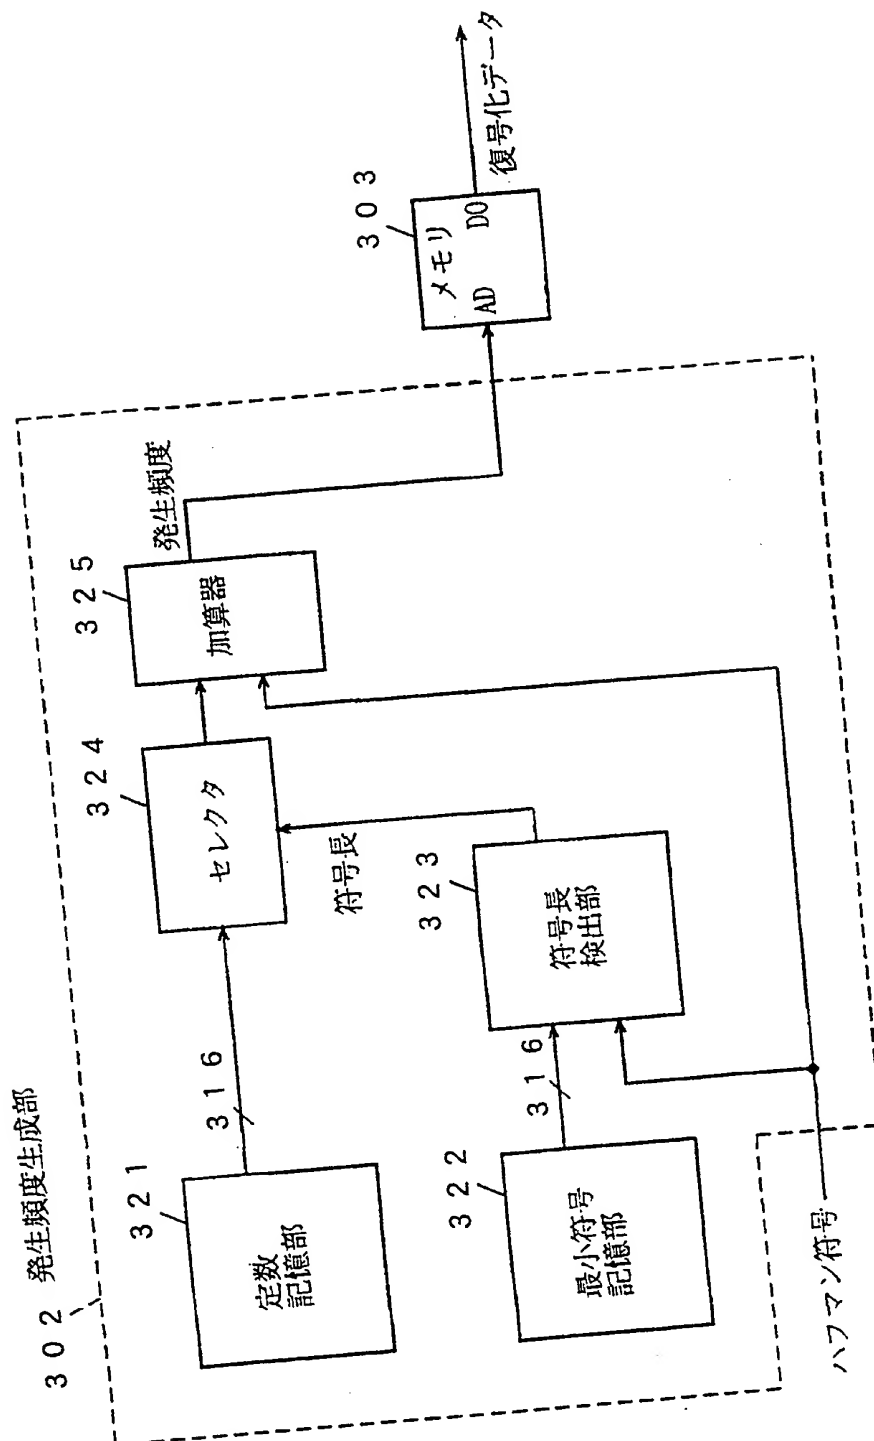 302 発生頻度生成部
321
定数
記憶部
316
324
セレクタ
325
加算器
発生頻度
303
メモリ
AD DO
復号化データ
322
最小符号
記憶部
316
323
符号長
検出部
符号長
ハフマン符号